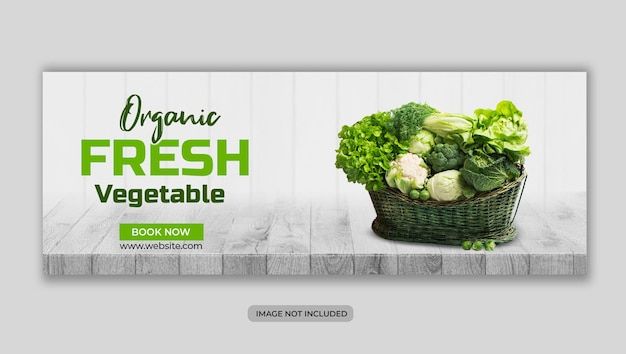 Organic
FRESH
Vegetable
BOOK NOW
www.website.com
IMAGE NOT INCLUDED